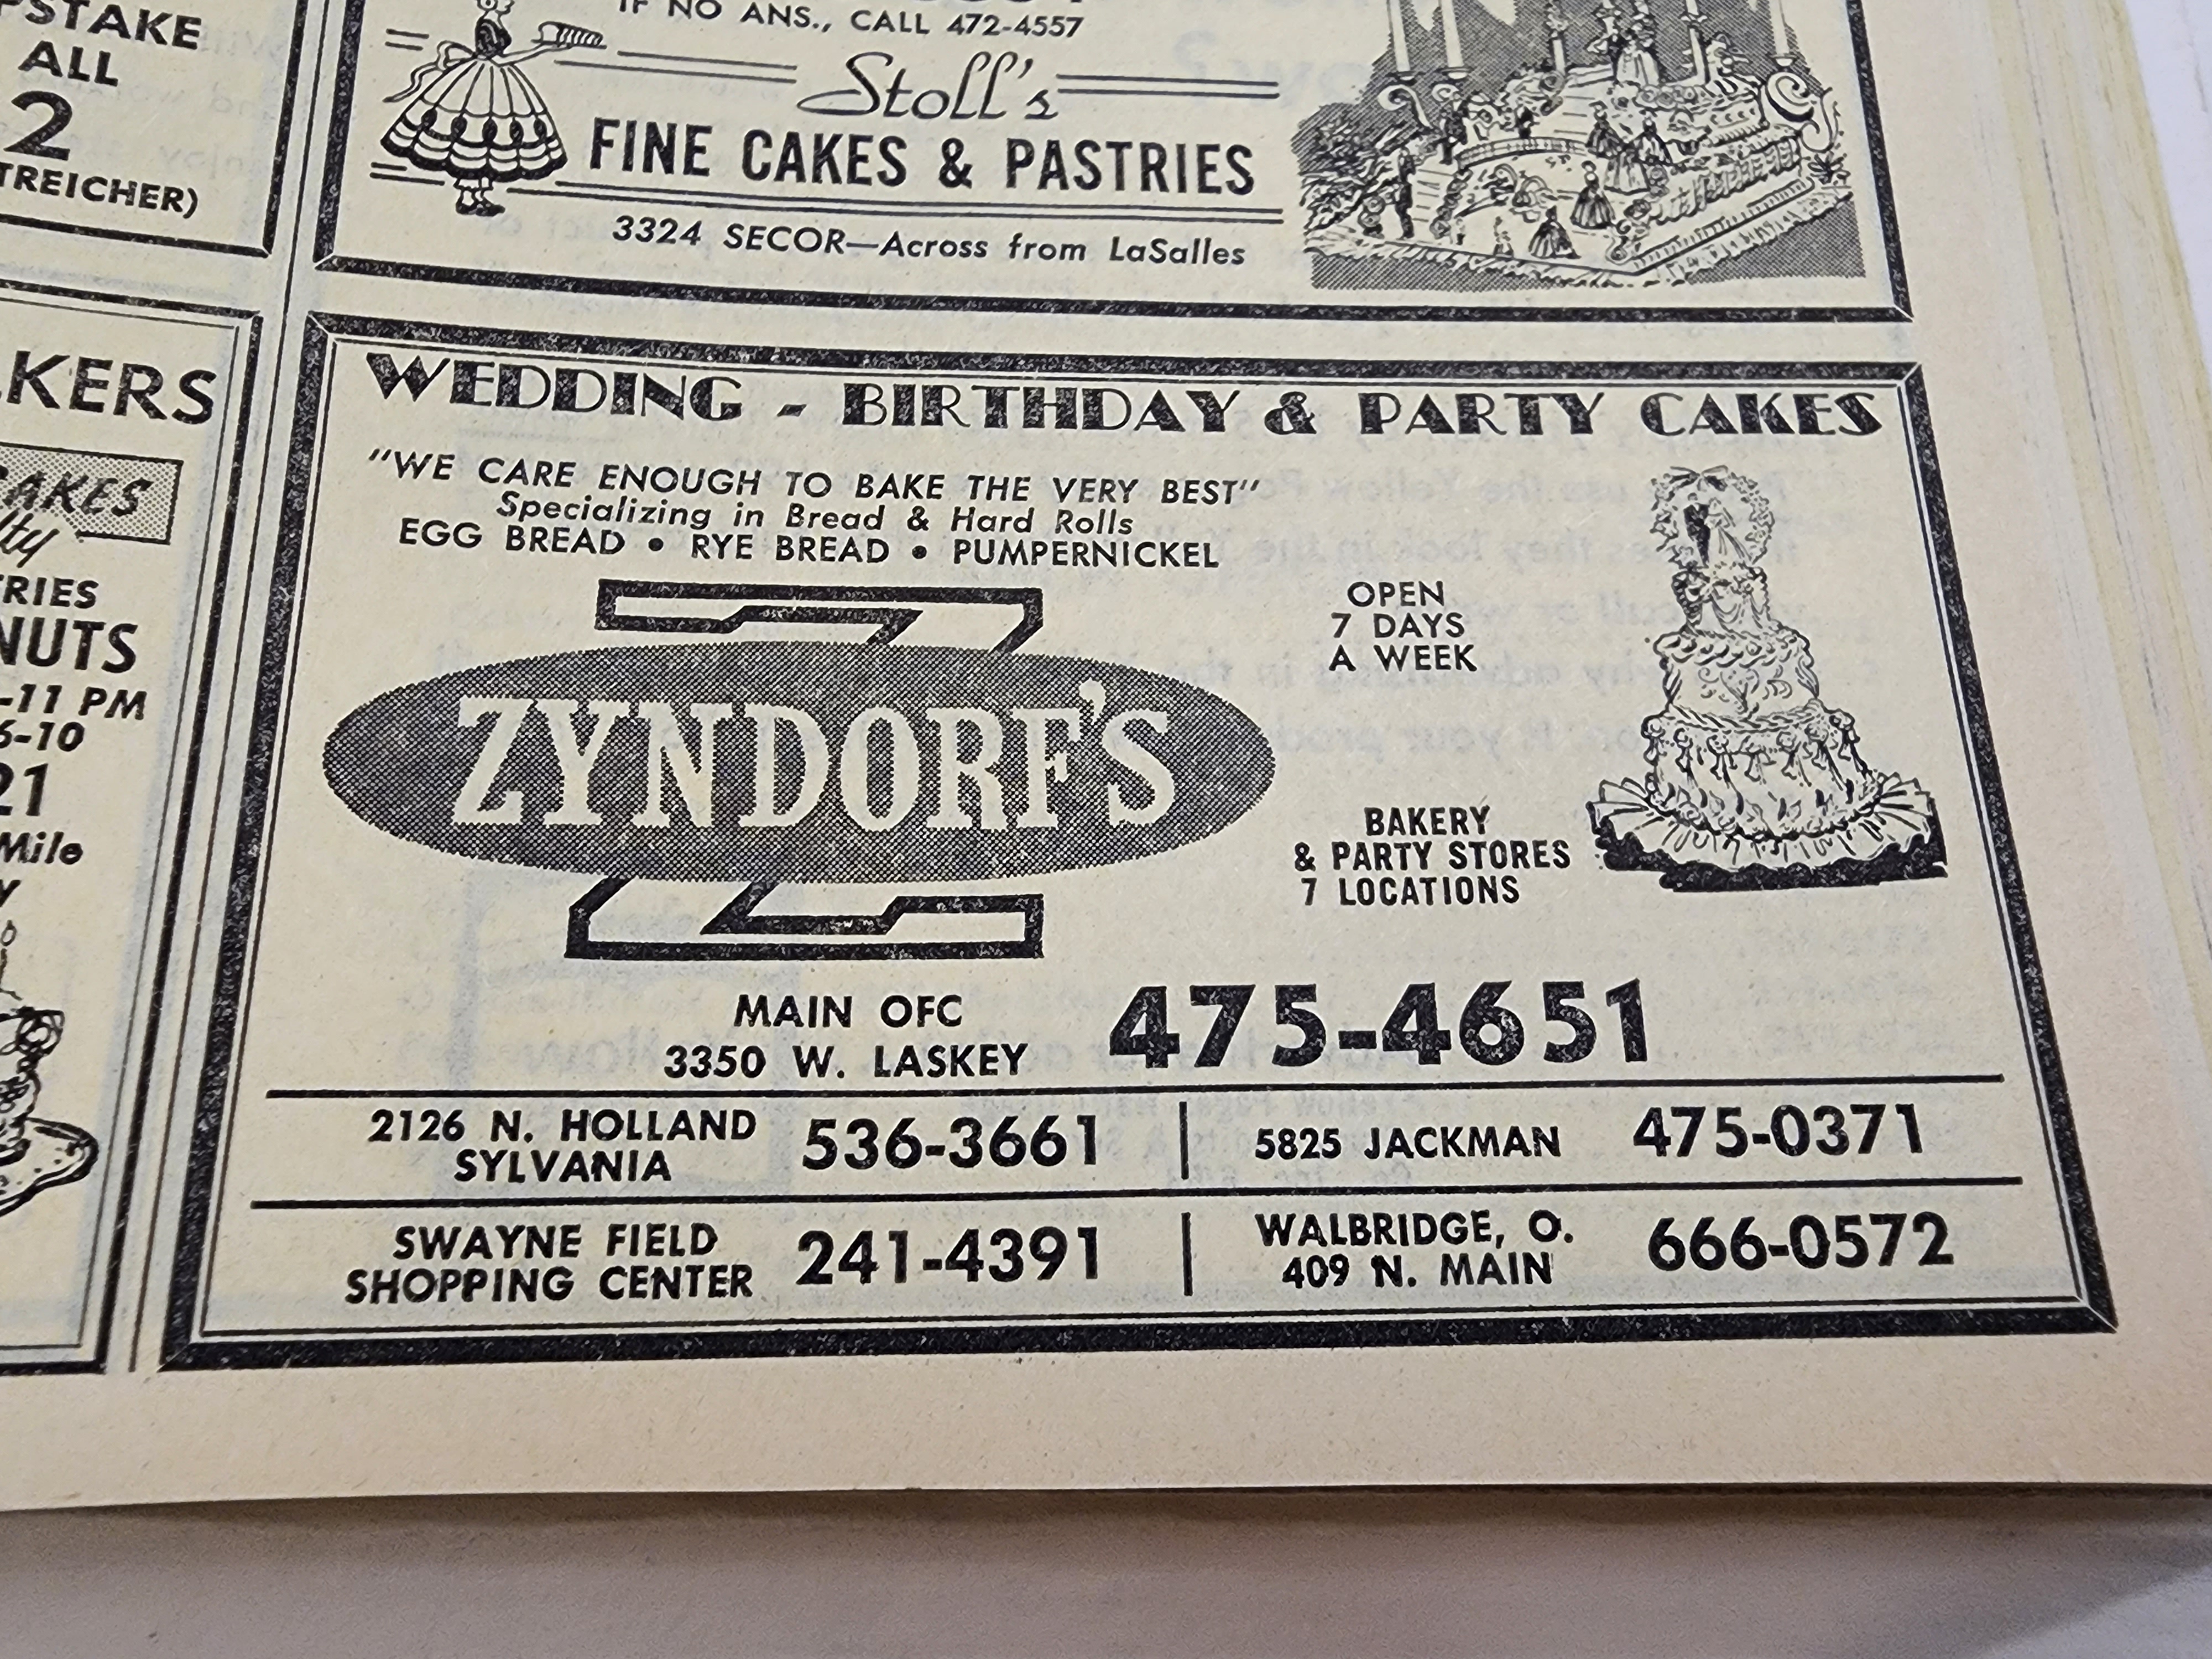 STAKE
ALL
2
TREICHER)
IF NO ANS., CALL 472-4557
Stoll's
FINE CAKES & PASTRIES
3324 SECOR—Across from LaSalles
KERS
CAKES
lty
RIES
NUTS
-11 PM
6-10
21
Mile
y
WEDDING - BIRTHDAY & PARTY CAKES
"WE CARE ENOUGH TO BAKE THE VERY BEST"
Specializing in Bread & Hard Rolls
EGG BREAD • RYE BREAD • PUMPERNICKEL
OPEN
7 DAYS
A WEEK
ZYNDORF'S
BAKERY
& PARTY STORES
7 LOCATIONS
MAIN OFC
3350 W. LASKEY 475-4651
2126 N. HOLLAND
SYLVANIA 536-3661
5825 JACKMAN 475-0371
SWAYNE FIELD
SHOPPING CENTER 241-4391
WALBRIDGE, O.
409 N. MAIN 666-0572